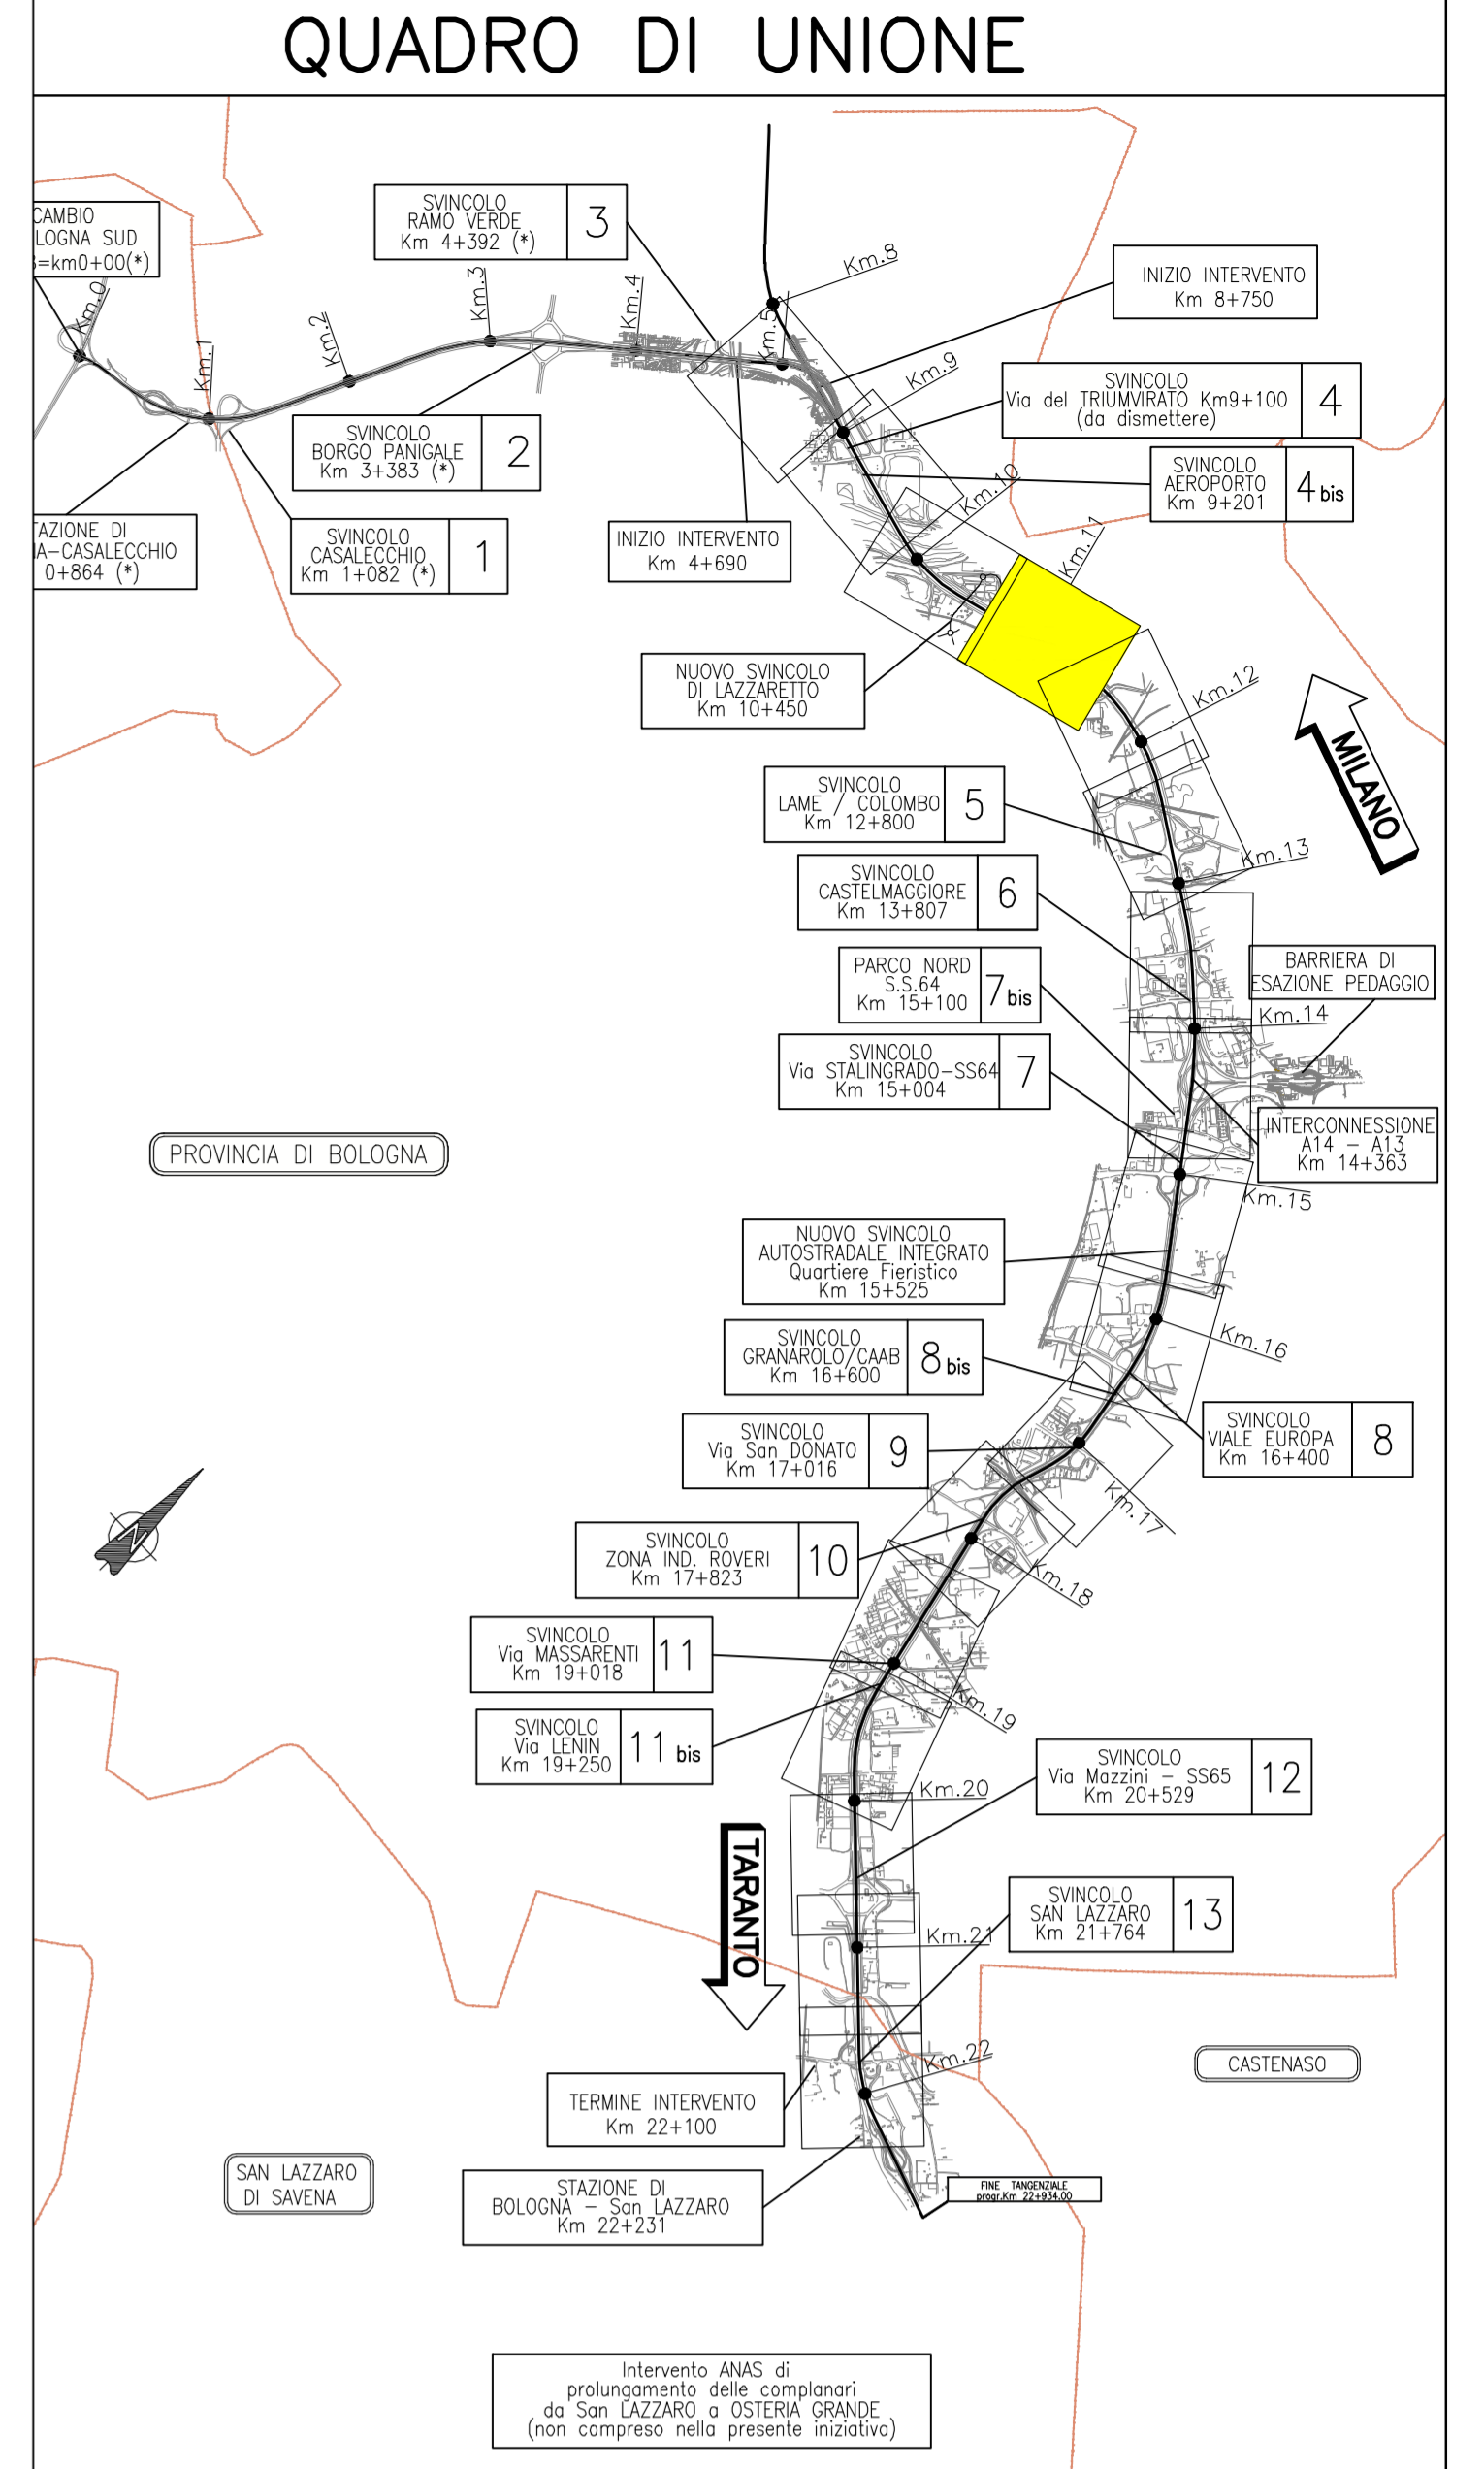 QUADRO DI UNIONE
CAMBIO
LOGNA SUD
=km0+00(*)
SVINCOLO
RAMO VERDE
Km 4+392 (*)
3
Km.0
Km.1
Km.2
Km.3
Km.4
Km.5
Km.8
INIZIO INTERVENTO
Km 8+750
Km.9
SVINCOLO
Via del TRIUMVIRATO Km9+100
(da dismettere)
4
SVINCOLO
BORGO PANIGALE
Km 3+383 (*)
2
SVINCOLO
AEROPORTO
Km 9+201
4 bis
Km.10
TAZIONE DI
NA-CASALECCHIO
0+864 (*)
SVINCOLO
CASALECCHIO
Km 1+082 (*)
1
INIZIO INTERVENTO
Km 4+690
Km.11
NUOVO SVINCOLO
DI LAZZARETTO
Km 10+450
Km.12
MILANO
SVINCOLO
LAME / COLOMBO
Km 12+800
5
Km.13
SVINCOLO
CASTELMAGGIORE
Km 13+807
6
PARCO NORD
S.S.64
Km 15+100
7 bis
BARRIERA DI
ESAZIONE PEDAGGIO
Km.14
SVINCOLO
Via STALINGRADO-SS64
Km 15+004
7
INTERCONNESSIONE
A14 - A13
Km 14+363
PROVINCIA DI BOLOGNA
Km.15
NUOVO SVINCOLO
AUTOSTRADALE INTEGRATO
Quartiere Fieristico
Km 15+525
Km.16
SVINCOLO
GRANAROLO/CAAB
Km 16+600
8 bis
SVINCOLO
VIALE EUROPA
Km 16+400
8
SVINCOLO
Via San DONATO
Km 17+016
9
Km.17
N
SVINCOLO
ZONA IND. ROVERI
Km 17+823
10
Km.18
SVINCOLO
Via MASSARENTI
Km 19+018
11
Km.19
SVINCOLO
Via LENIN
Km 19+250
11 bis
SVINCOLO
Via Mazzini - SS65
Km 20+529
12
Km.20
TARANTO
SVINCOLO
SAN LAZZARO
Km 21+764
13
Km.21
Km.22
CASTENASO
TERMINE INTERVENTO
Km 22+100
SAN LAZZARO
DI SAVENA
STAZIONE DI
BOLOGNA - San LAZZARO
Km 22+231
FINE TANGENZIALE
progr.Km 22+934.00
Intervento ANAS di
prolungamento delle complanari
da San LAZZARO a OSTERIA GRANDE
(non compreso nella presente iniziativa)